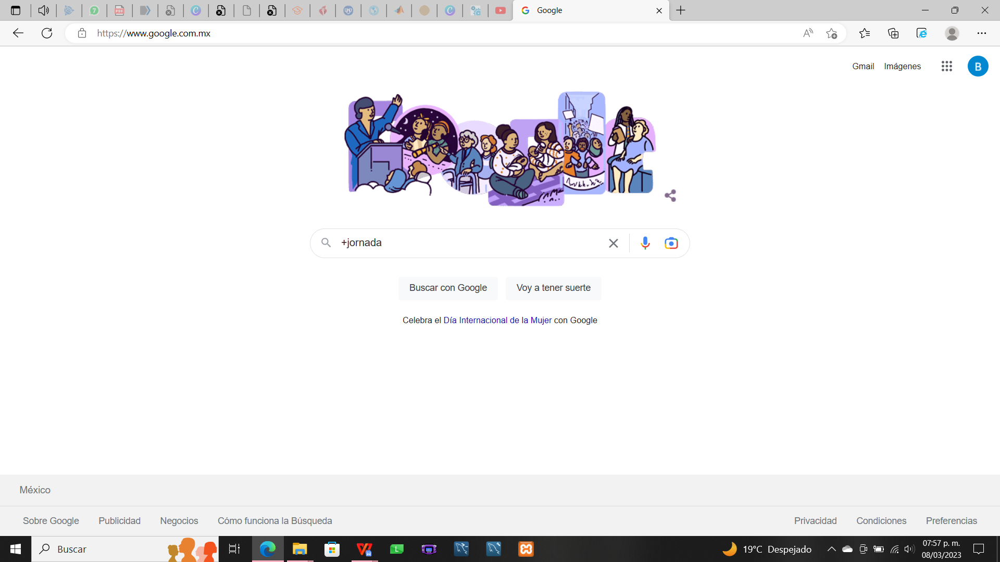 Google
https://www.google.com.mx
Gmail Imágenes
B
+jornada
Buscar con Google Voy a tener suerte
Celebra el Día Internacional de la Mujer con Google
México
Sobre Google Publicidad Negocios Cómo funciona la Búsqueda Privacidad Condiciones Preferencias
Buscar
19°C Despejado
07:57 p. m.
08/03/2023